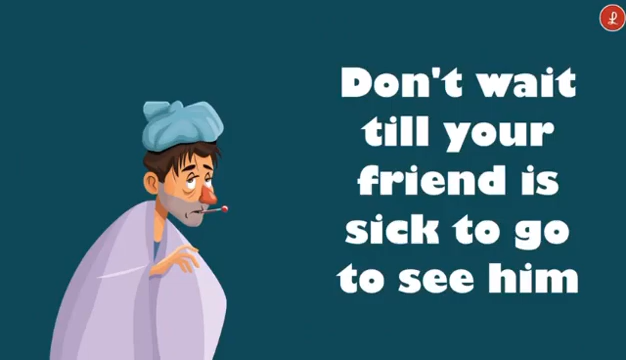 Don't wait
till your
friend is
sick to go
to see him